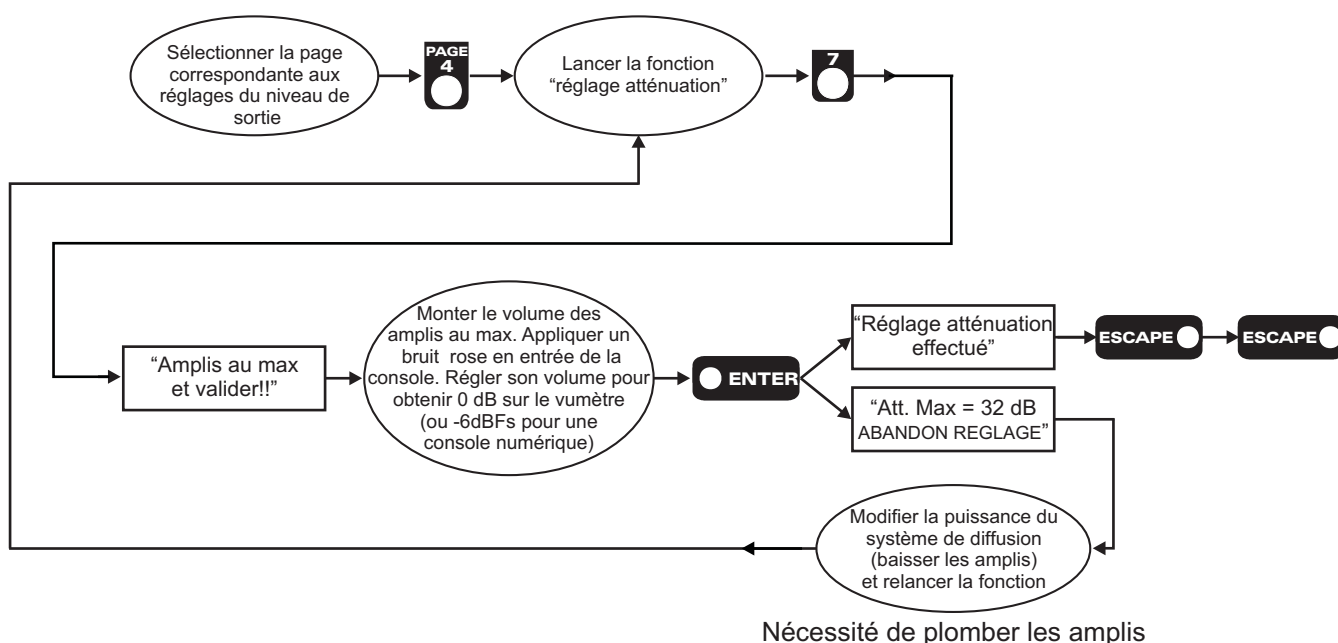 Sélectionner la page
correspondante aux
réglages du niveau de
sortie
PAGE
4
Lancer la fonction
“réglage atténuation”
7
“Amplis au max
et valider!!”
Monter le volume des
amplis au max. Appliquer un
bruit rose en entrée de la
console. Régler son volume pour
obtenir 0 dB sur le vumètre
(ou -6dBFs pour une
console numérique)
ENTER
“Réglage atténuation
effectué”
ESCAPE
ESCAPE
“Att. Max = 32 dB
ABANDON REGLAGE”
Modifier la puissance du
système de diffusion
(baisser les amplis)
et relancer la fonction
Nécessité de plomber les amplis